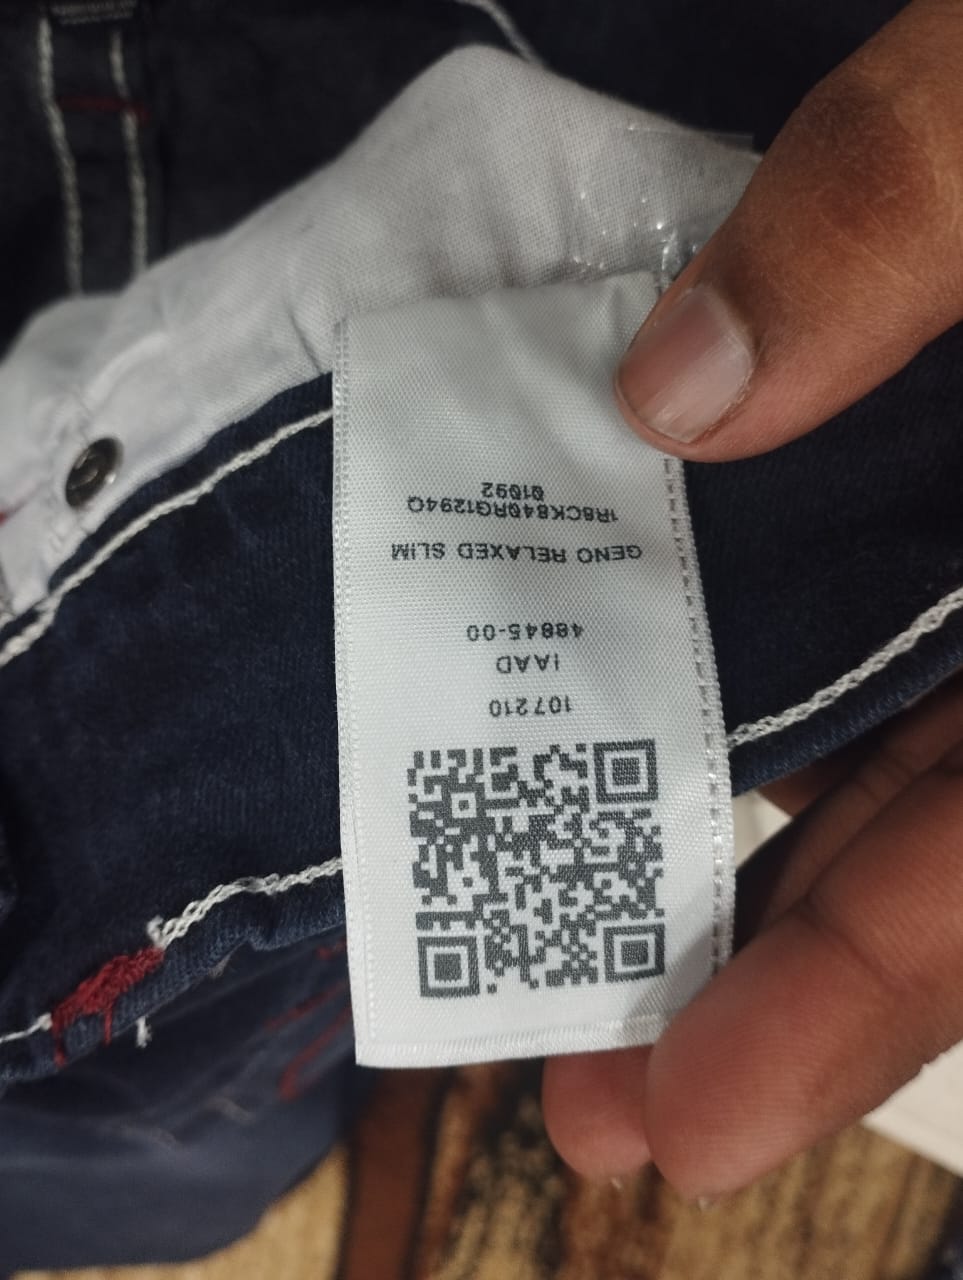 107210
IAAD
48845-00
GENO RELAXED SLIM
1R8CK840RG1294Q
01092